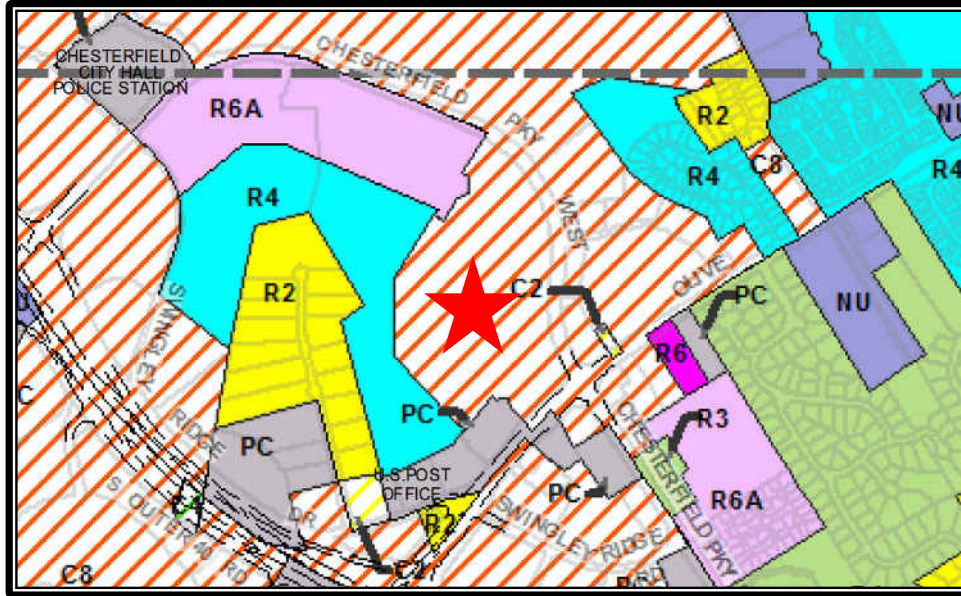 CHESTERFIELD
CITY HALL
POLICE STATION
CHESTERFIELD
PKY
R6A
R2
NU
R4
C8
R4
R4
WEST
OLIVE
R2
C2
PC
NU
SWINGLEY
R6
C
PC
CHESTERFIELD PKY
R3
RIDGE
PC
U.S.POST
OFFICE
PC
R6A
S OUTER 40 RD
DR
R2
SWINGLEY RIDGE
RD
C8
C2